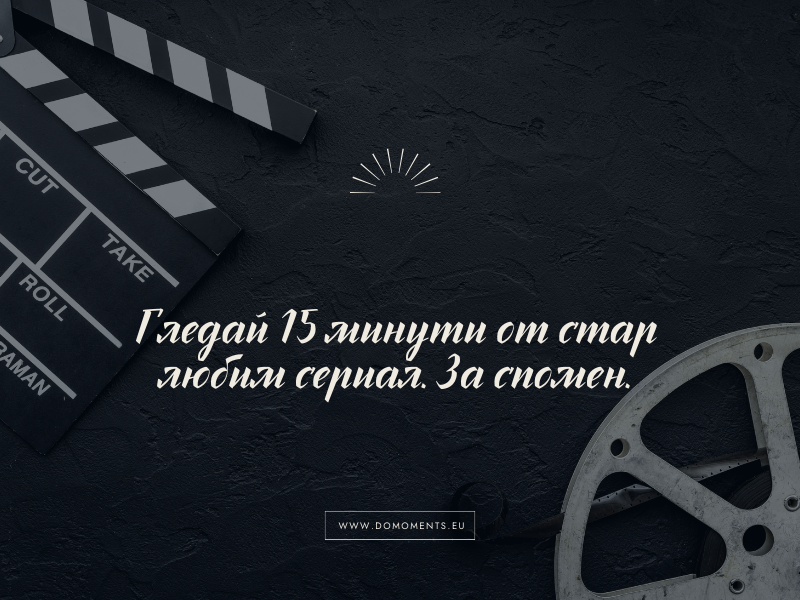 CUT
TAKE
ROLL
RAMAN
Гледай 15 минути от стар
любим сериал. За спомен.
WWW.DOMOMENTS.EU